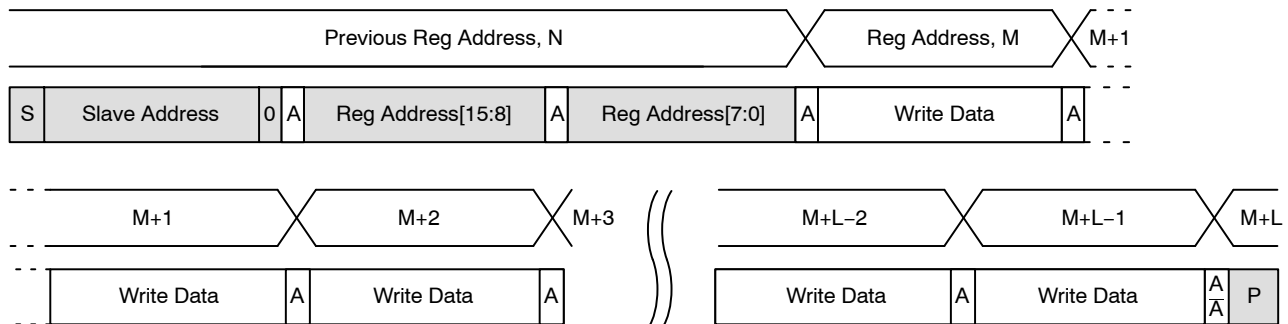 Previous Reg Address, N Reg Address, M M+1
S Slave Address 0 A Reg Address[15:8] A Reg Address[7:0] A Write Data A
M+1 M+2 M+3 M+L−2 M+L−1 M+L
Write Data A Write Data A Write Data A Write Data A/A̅ P